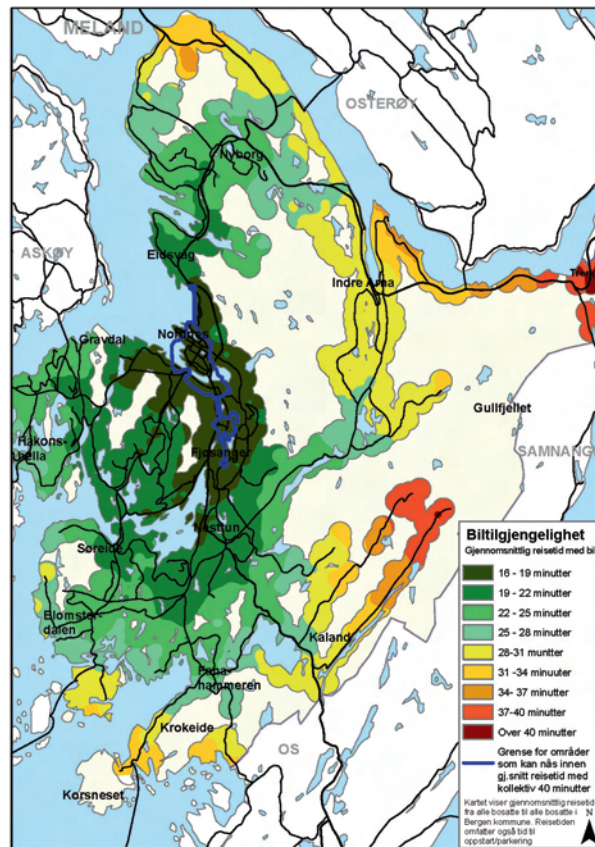 MELAND
OSTERØY
Nyborg
ASKØY
Eidsvåg
Indre Arna
Nordnes
Gravdal
Gullfjellet
Håkons-
hella
SAMNANG
Fjøsanger
Nesttun
Søreide
Blomster-
dalen
Kaland
Fana-
hammeren
Krokeide
OS
Korsneset
Biltilgjengelighet
Gjennomsnittlig reisetid med bil
16 - 19 minutter
19 - 22 minutter
22 - 25 minutter
25 - 28 minutter
28-31 muntter
31 -34 minuuter
34- 37 minutter
37-40 minutter
Over 40 minutter
Grense for områder
som kan nås innen
gj.snitt reisetid med
kollektiv 40 minutter
Kartet viser gjennomsnittlig reisetid
fra alle bosatte til alle bosatte i
Bergen kommune. Reisetiden
omfatter også tid til
oppstart/parkering
N